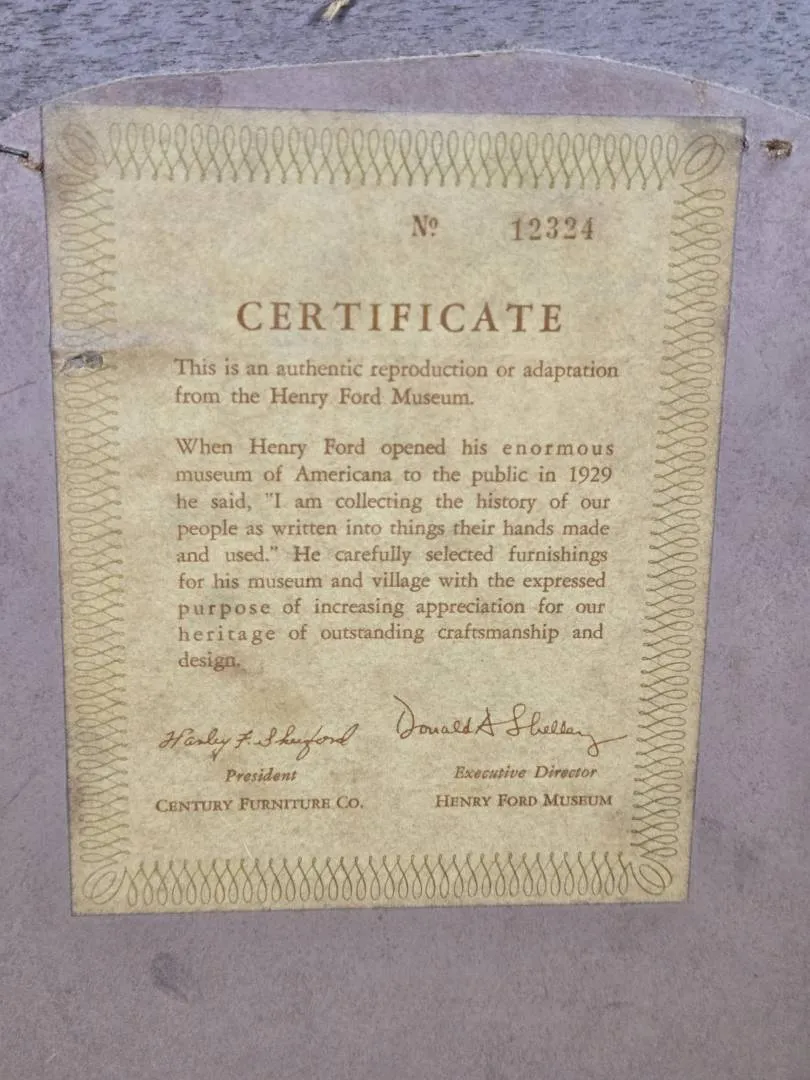 Nº 12324
CERTIFICATE
This is an authentic reproduction or adaptation
from the Henry Ford Museum.
When Henry Ford opened his enormous
museum of Americana to the public in 1929
he said, "I am collecting the history of our
people as written into things their hands made
and used." He carefully selected furnishings
for his museum and village with the expressed
purpose of increasing appreciation for our
heritage of outstanding craftsmanship and
design.
Harley F. Shuford Donald A Shelley
President Executive Director
CENTURY FURNITURE CO. HENRY FORD MUSEUM